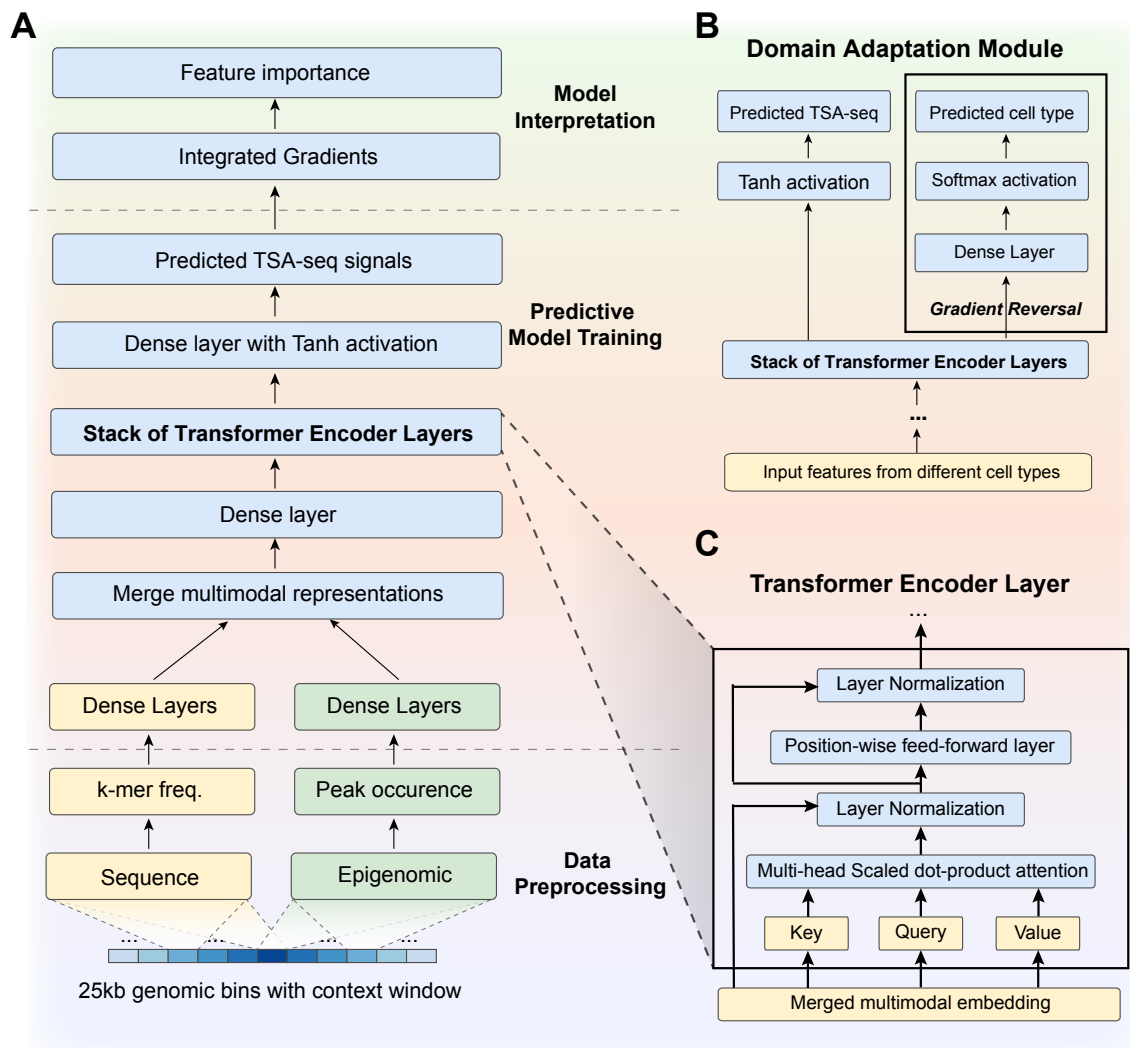 A
Feature importance
Integrated Gradients
Model
Interpretation
Predicted TSA-seq signals
Dense layer with Tanh activation
Predictive
Model Training
Stack of Transformer Encoder Layers
Dense layer
Merge multimodal representations
Dense Layers
Dense Layers
k-mer freq.
Peak occurence
Sequence
Epigenomic
Data
Preprocessing
... ... ... ...
25kb genomic bins with context window
B
Domain Adaptation Module
Predicted TSA-seq
Predicted cell type
Tanh activation
Softmax activation
Dense Layer
Gradient Reversal
Stack of Transformer Encoder Layers
...
Input features from different cell types
C
Transformer Encoder Layer
...
Layer Normalization
Position-wise feed-forward layer
Layer Normalization
Multi-head Scaled dot-product attention
Key
Query
Value
Merged multimodal embedding